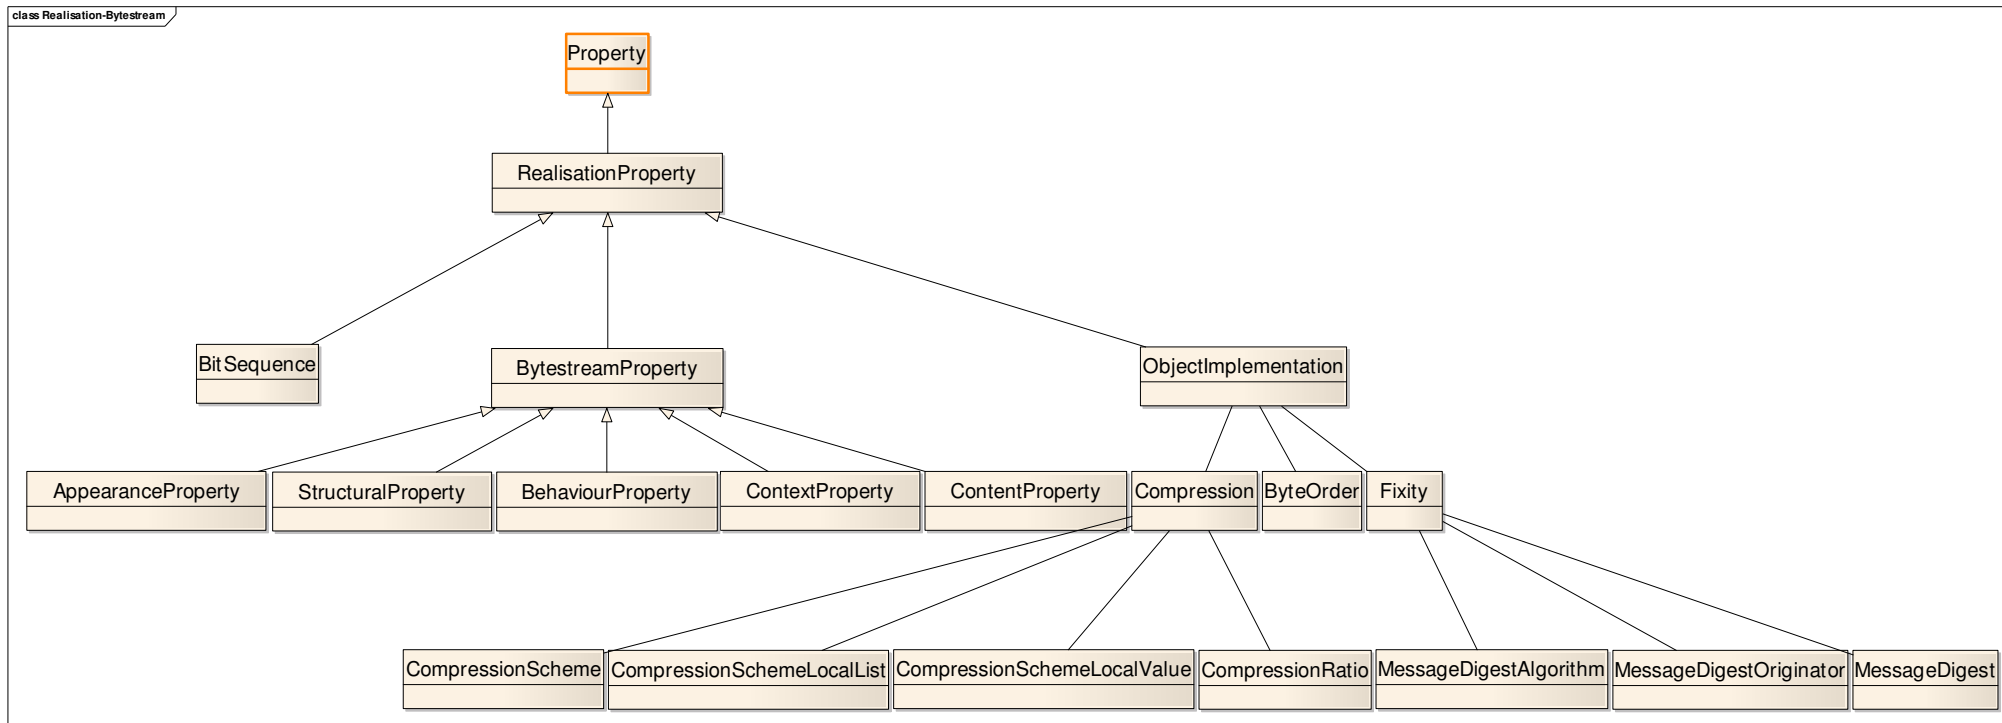 class Realisation-Bytestream
Property
RealisationProperty
BitSequence
BytestreamProperty
ObjectImplementation
AppearanceProperty
StructuralProperty
BehaviourProperty
ContextProperty
ContentProperty
Compression
ByteOrder
Fixity
CompressionScheme
CompressionSchemeLocalList
CompressionSchemeLocalValue
CompressionRatio
MessageDigestAlgorithm
MessageDigestOriginator
MessageDigest